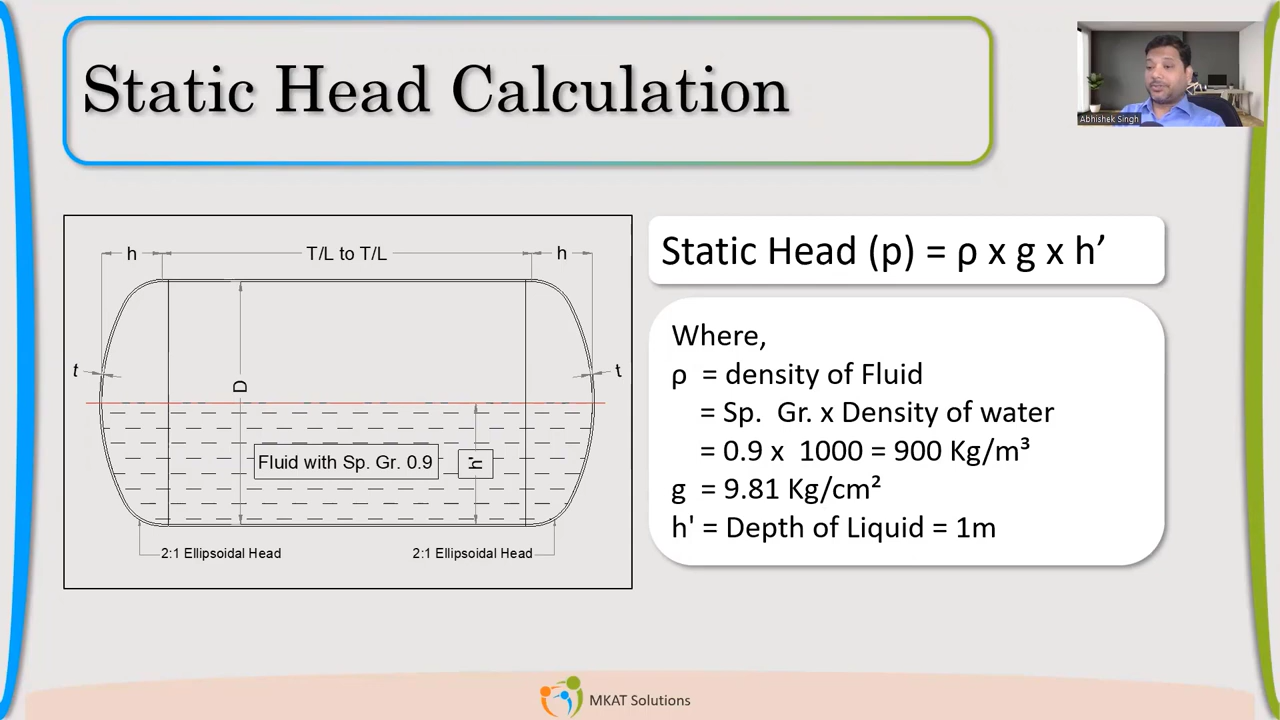 Static Head Calculation
Abhishek Singh
h
T/L to T/L
h
t
D
t
Fluid with Sp. Gr. 0.9
h'
2:1 Ellipsoidal Head
2:1 Ellipsoidal Head
Static Head (p) = ρ x g x h’
Where,
ρ = density of Fluid
= Sp. Gr. x Density of water
= 0.9 x 1000 = 900 Kg/m³
g = 9.81 Kg/cm²
h' = Depth of Liquid = 1m
MKAT Solutions